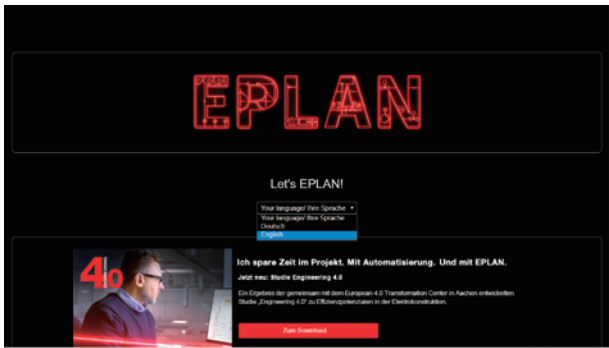 EPLAN
Let's EPLAN!
Your language/ Ihre Sprache
Your language/ Ihre Sprache
Deutsch
English
4.0
Ich spare Zeit im Projekt. Mit Automatisierung. Und mit EPLAN.
Jetzt neu: Studie Engineering 4.0
Ein Ergebnis der gemeinsam mit dem European 4.0 Transformation Center in Aachen entwickelten
Studie „Engineering 4.0" zu Effizienzpotenzialen in der Elektrokonstruktion.
Zum Download